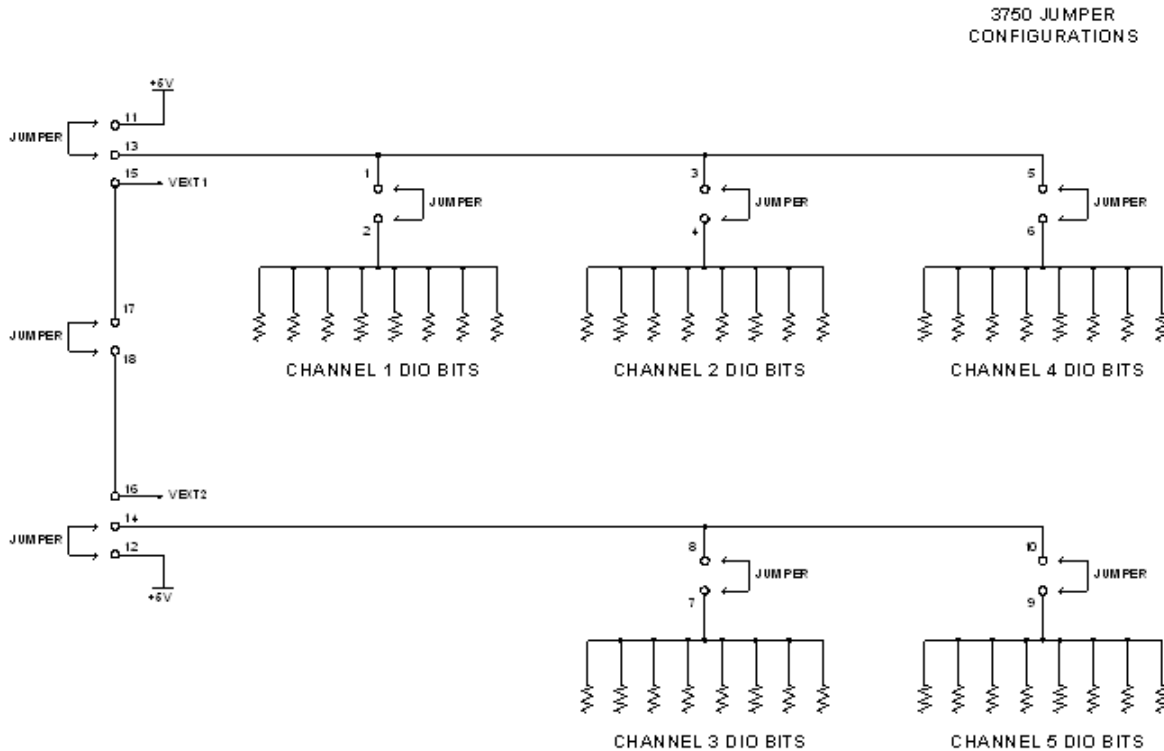 3750 JUMPER
CONFIGURATIONS
+5V
11
JUMPER
13
15
VEXT1
1
JUMPER
2
3
JUMPER
4
5
JUMPER
6
17
JUMPER
18
CHANNEL 1 DIO BITS
CHANNEL 2 DIO BITS
CHANNEL 4 DIO BITS
16
VEXT2
14
JUMPER
12
+5V
8
JUMPER
7
10
JUMPER
9
CHANNEL 3 DIO BITS
CHANNEL 5 DIO BITS